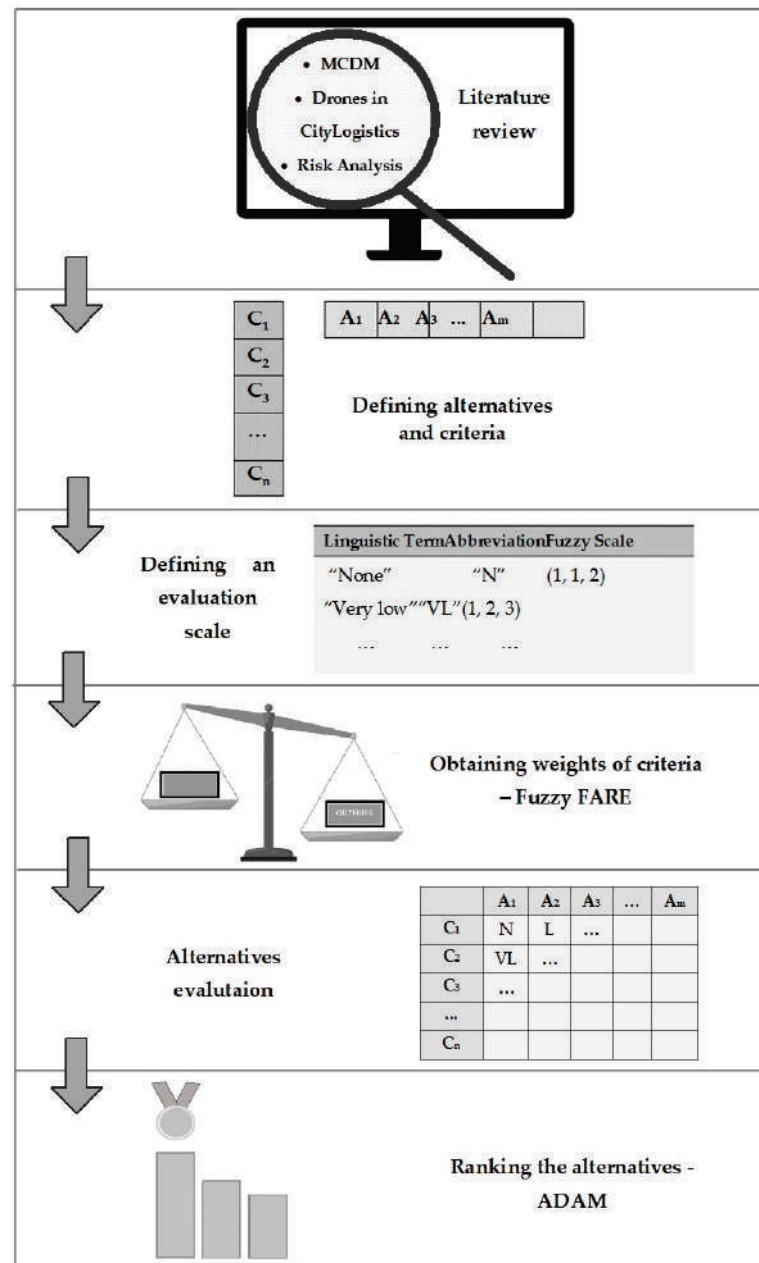 • MCDM
• Drones in
CityLogistics
• Risk Analysis
Literature
review
C1
C2
C3
...
Cn
A1 A2 A3 ... Am
Defining alternatives
and criteria
Defining an
evaluation
scale
Linguistic TermAbbreviationFuzzy Scale
“None” “N” (1, 1, 2)
“Very low”“VL”(1, 2, 3)
... ... ...
Obtaining weights of criteria
– Fuzzy FARE
Alternatives
evalutaion
A1 A2 A3 ... Am
C1 N L ...
C2 VL ...
C3 ...
...
Cn
Ranking the alternatives -
ADAM